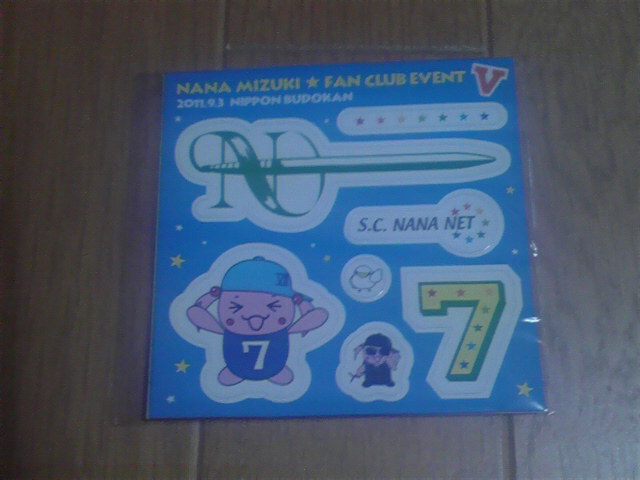 NANA MIZUKI ★ FAN CLUB EVENT V
2011.9.3 NIPPON BUDOKAN
S.C. NANA NET
7
7